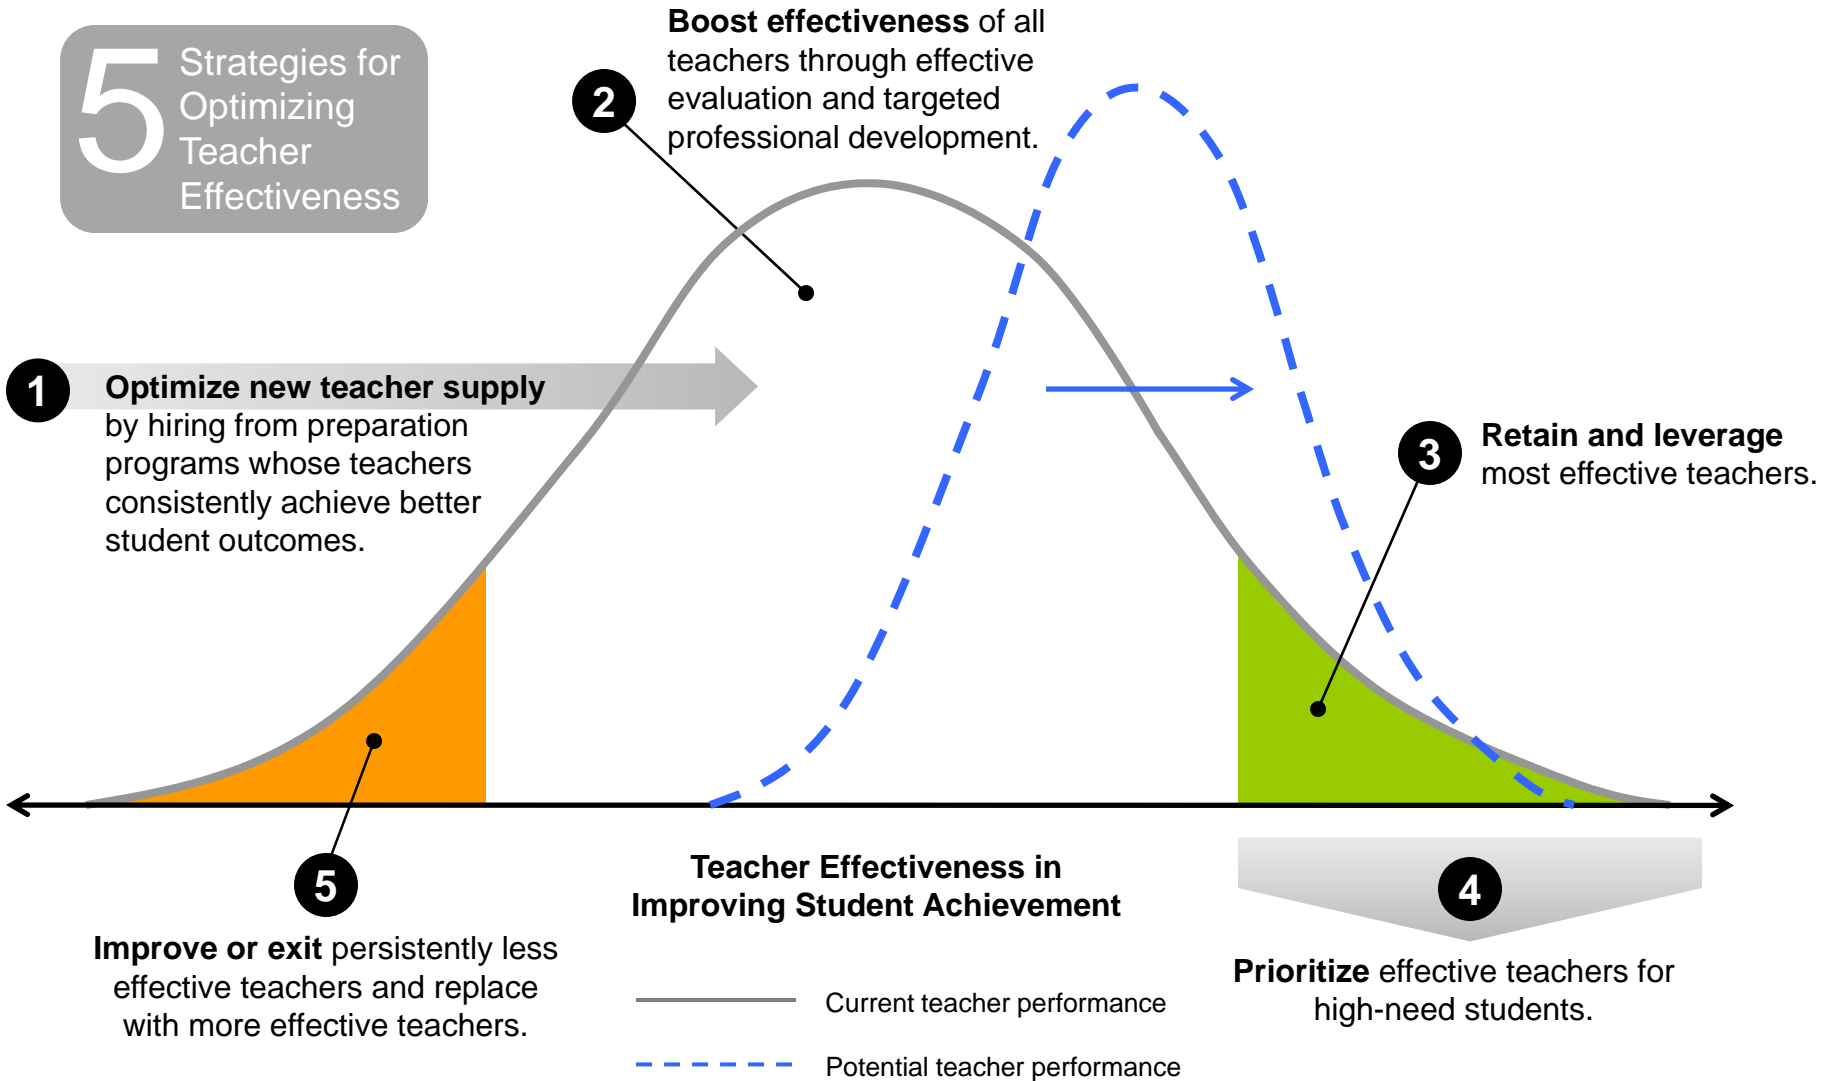 5
Strategies for
Optimizing
Teacher
Effectiveness
2
Boost effectiveness of all
teachers through effective
evaluation and targeted
professional development.
1
Optimize new teacher supply
by hiring from preparation
programs whose teachers
consistently achieve better
student outcomes.
3
Retain and leverage
most effective teachers.
5
Improve or exit persistently less
effective teachers and replace
with more effective teachers.
Teacher Effectiveness in
Improving Student Achievement
Current teacher performance
Potential teacher performance
4
Prioritize effective teachers for
high-need students.